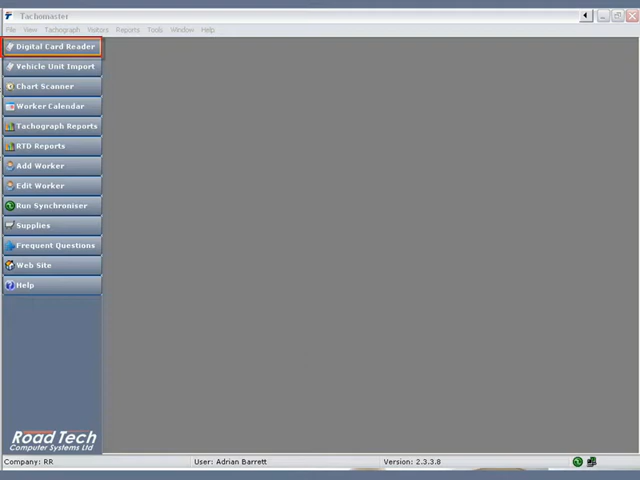 Tachomaster
File View Tachograph Visitors Reports Tools Window Help
Digital Card Reader
Vehicle Unit Import
Chart Scanner
Worker Calendar
Tachograph Reports
RTD Reports
Add Worker
Edit Worker
Run Synchroniser
Supplies
Frequent Questions
Web Site
Help
Road Tech
Computer Systems Ltd
Company: RR User: Adrian Barrett Version: 2.3.3.8